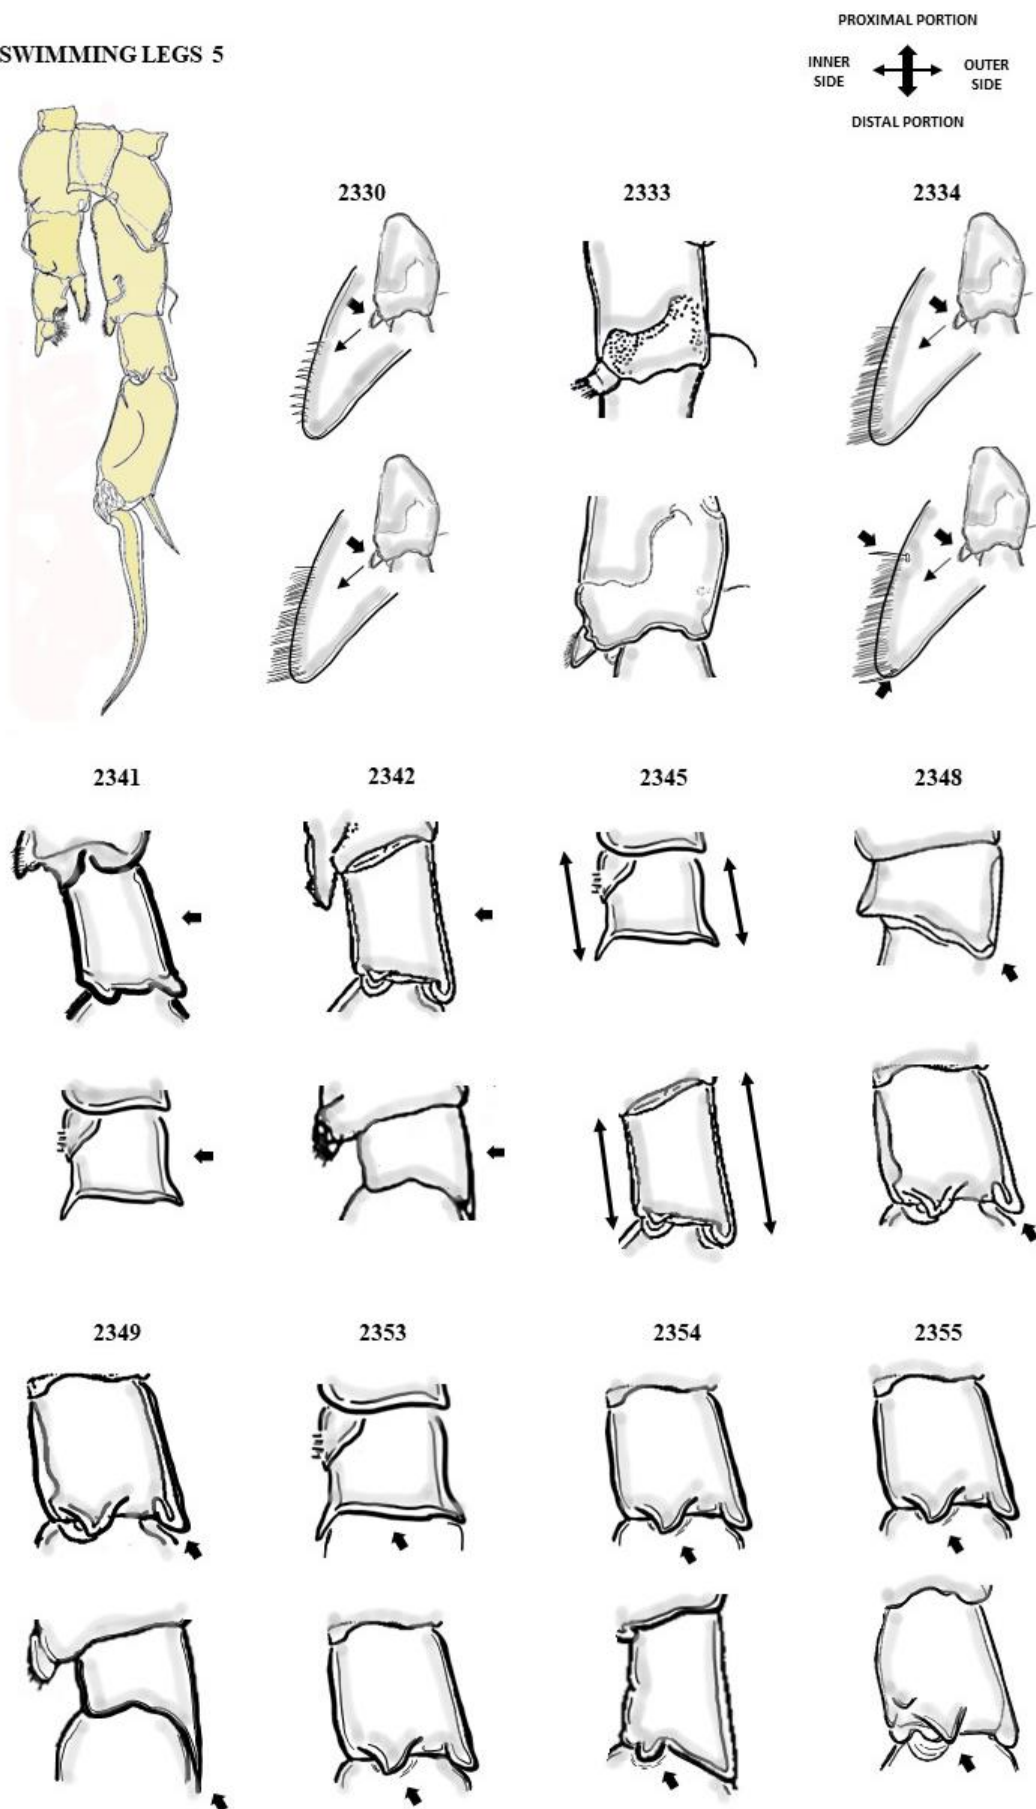 PROXIMAL PORTION
SWIMMING LEGS 5
INNER SIDE
OUTER SIDE
DISTAL PORTION
2330
2333
2334
2341
2342
2345
2348
2349
2353
2354
2355